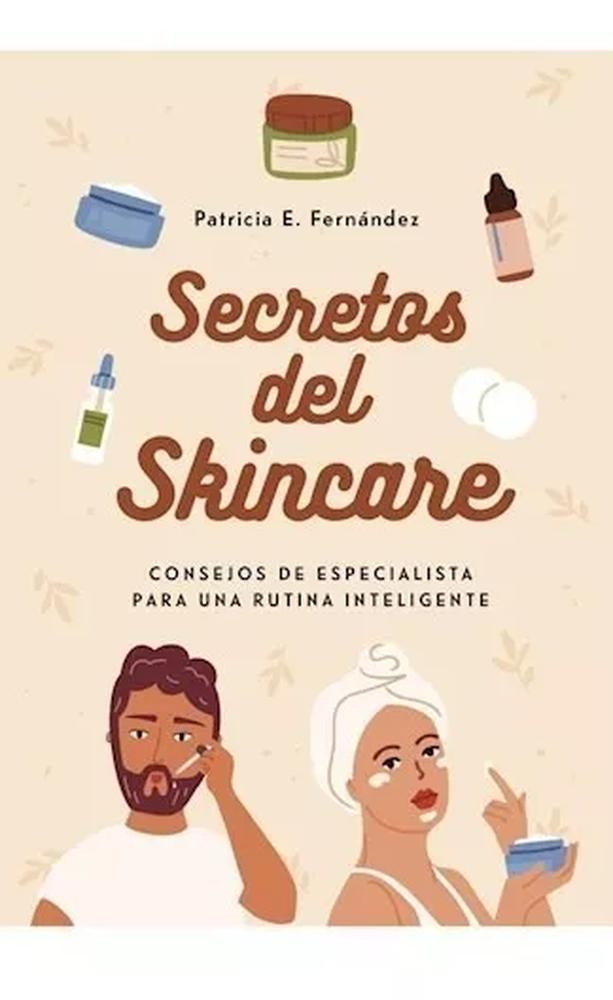 Patricia E. Fernández
Secretos
del
Skincare
CONSEJOS DE ESPECIALISTA
PARA UNA RUTINA INTELIGENTE